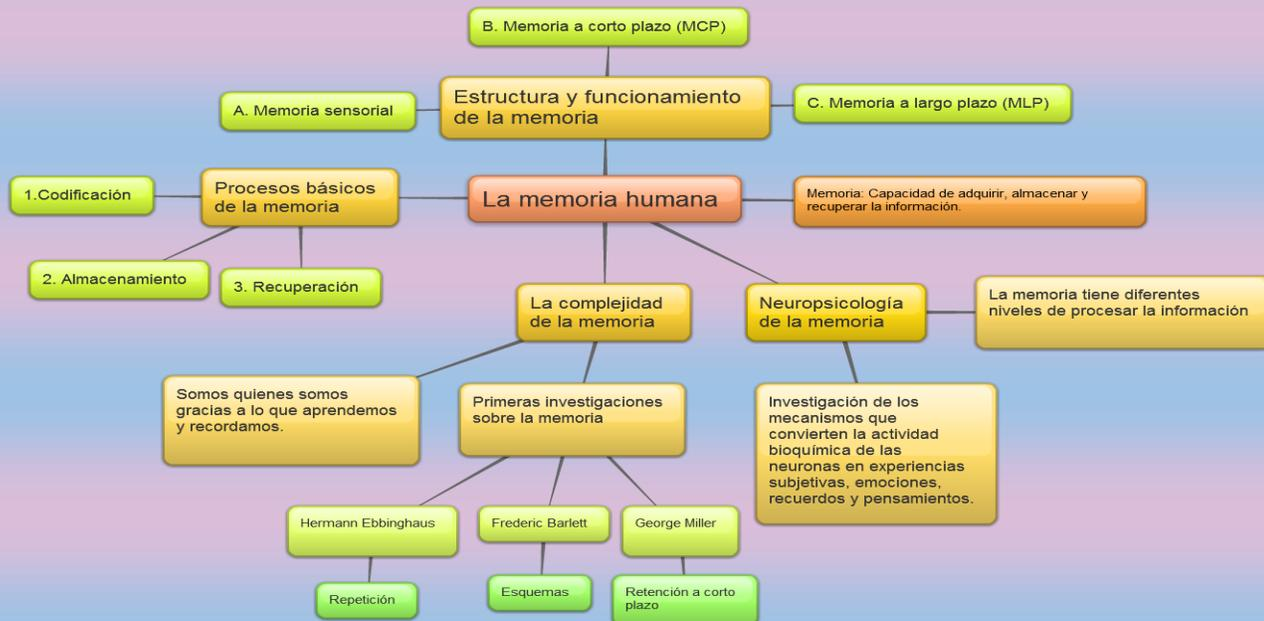 B. Memoria a corto plazo (MCP)
Estructura y funcionamiento
de la memoria
A. Memoria sensorial
C. Memoria a largo plazo (MLP)
1.Codificación
Procesos básicos
de la memoria
La memoria humana
Memoria: Capacidad de adquirir, almacenar y
recuperar la información.
2. Almacenamiento
3. Recuperación
La complejidad
de la memoria
Neuropsicología
de la memoria
La memoria tiene diferentes
niveles de procesar la información
Somos quienes somos
gracias a lo que aprendemos
y recordamos.
Primeras investigaciones
sobre la memoria
Investigación de los
mecanismos que
convierten la actividad
bioquímica de las
neuronas en experiencias
subjetivas, emociones,
recuerdos y pensamientos.
Hermann Ebbinghaus
Frederic Barlett
George Miller
Repetición
Esquemas
Retención a corto
plazo